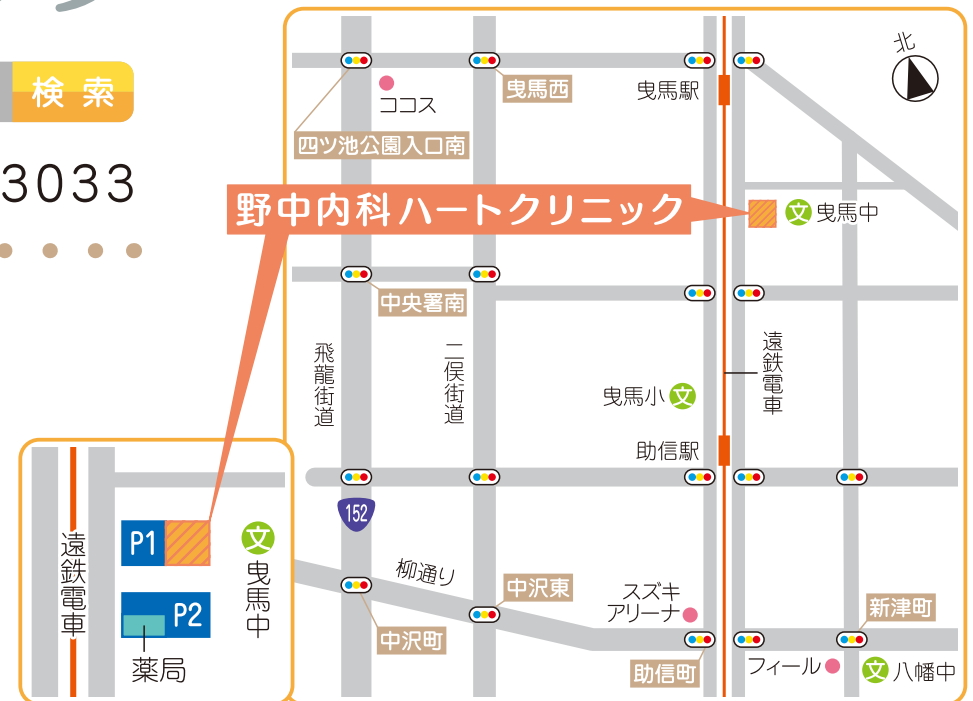 検索
3033
北
曳馬西
曳馬駅
ココス
四ツ池公園入口南
野中内科ハートクリニック
曳馬中
文
中央署南
飛龍街道
二俣街道
遠鉄電車
曳馬小
文
助信駅
152
柳通り
中沢町
中沢東
スズキ
アリーナ
新津町
助信町
フィール
文
八幡中
遠鉄電車
P1
文
曳馬中
P2
薬局